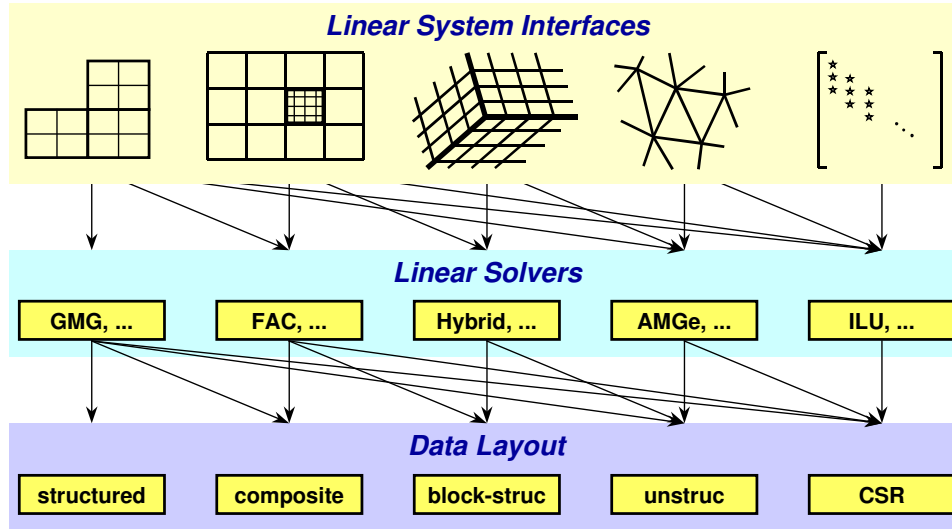 Linear System Interfaces
Linear Solvers
GMG, ... FAC, ... Hybrid, ... AMGe, ... ILU, ...
Data Layout
structured composite block-struc unstruc CSR